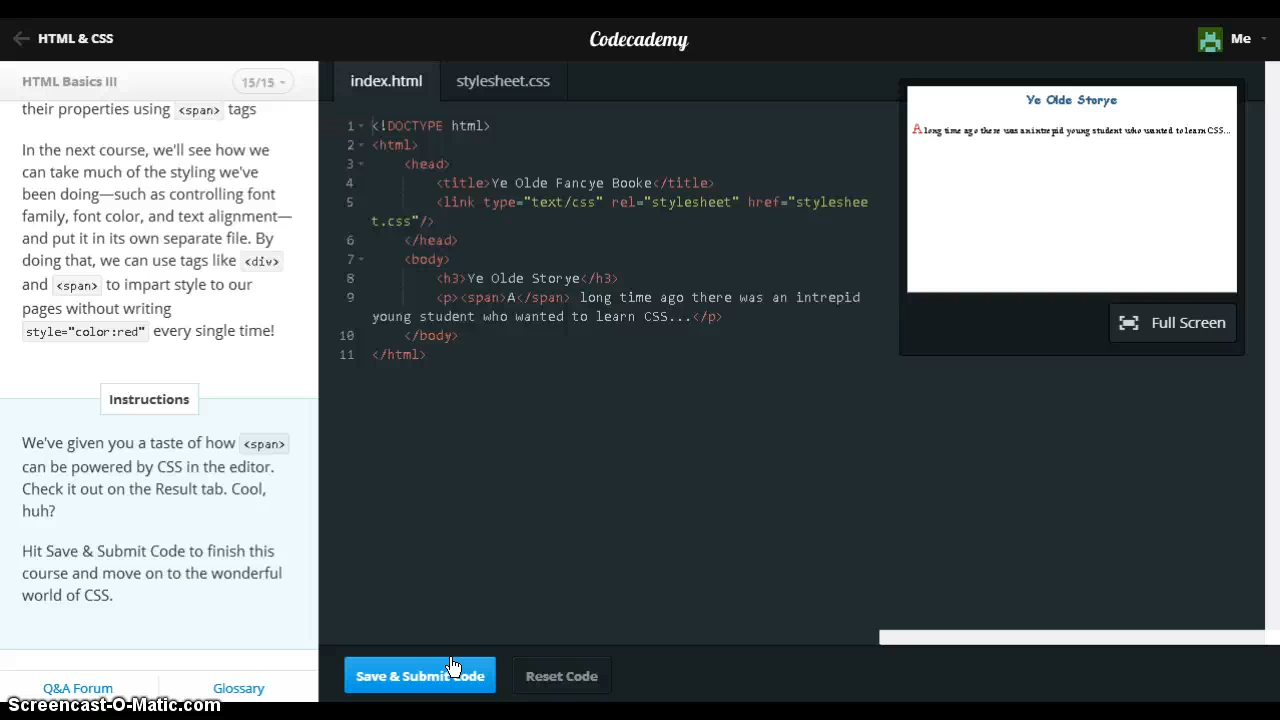 HTML & CSS
Codecademy
Me
HTML Basics III
15/15
index.html
stylesheet.css
their properties using <span> tags
In the next course, we'll see how we
can take much of the styling we've
been doing—such as controlling font
family, font color, and text alignment—
and put it in its own separate file. By
doing that, we can use tags like <div>
and <span> to impart style to our
pages without writing
style="color:red" every single time!
Instructions
We've given you a taste of how <span>
can be powered by CSS in the editor.
Check it out on the Result tab. Cool,
huh?
Hit Save & Submit Code to finish this
course and move on to the wonderful
world of CSS.
Q&A Forum
Glossary
1 <!DOCTYPE html>
2 <html>
3 <head>
4 <title>Ye Olde Fancye Booke</title>
5 <link type="text/css" rel="stylesheet" href="styleshee
t.css"/>
6 </head>
7 <body>
8 <h3>Ye Olde Storye</h3>
9 <p><span>A</span> long time ago there was an intrepid
young student who wanted to learn CSS...</p>
10 </body>
11 </html>
Ye Olde Storye
A long time ago there was an intrepid young student who wanted to learn CSS...
Full Screen
Save & Submit Code
Reset Code
Screencast-O-Matic.com